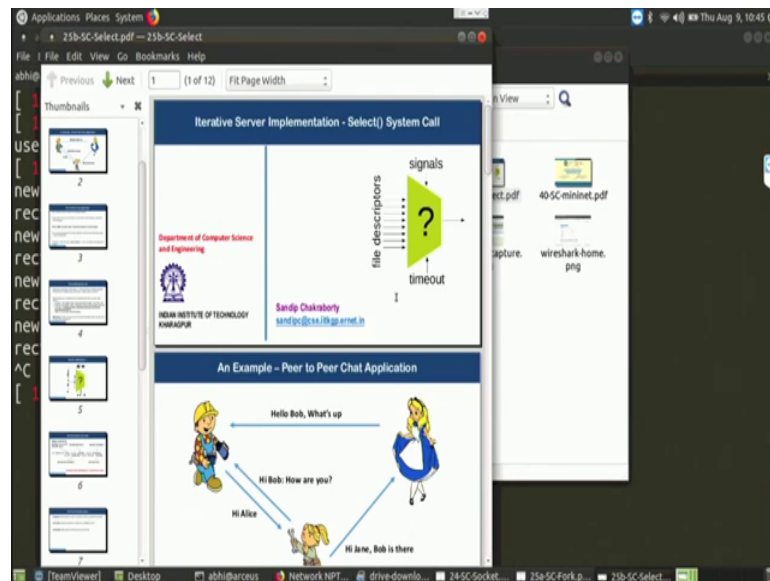 Applications Places System
Thu Aug 9, 10:45
25b-SC-Select.pdf — 25b-SC-Select
File File Edit View Go Bookmarks Help
Previous Next 1 (1 of 12) Fit Page Width
abhi@
Thumbnails
n View
[ 1
[ 1
use
[ 1
new
rec
new
rec
new
rec
new
rec
^C
[ 1
2
3
4
5
6
7
Iterative Server Implementation - Select() System Call
signals
file descriptors
?
timeout
Department of Computer Science
and Engineering
INDIAN INSTITUTE OF TECHNOLOGY
KHARAGPUR
Sandip Chakraborty
sandipc@cse.iitkgp.ernet.in
An Example – Peer to Peer Chat Application
Hello Bob, What's up
Hi Bob: How are you?
Hi Alice
Hi Jane, Bob is there
ect.pdf
40-SC-mininet.pdf
apture.
wireshark-home.
png
[TeamViewer] Desktop abhi@arceus Network NPT... drive-downlo... 24-SC-Socket.... 25a-SC-Fork.p... 25b-SC-Select...